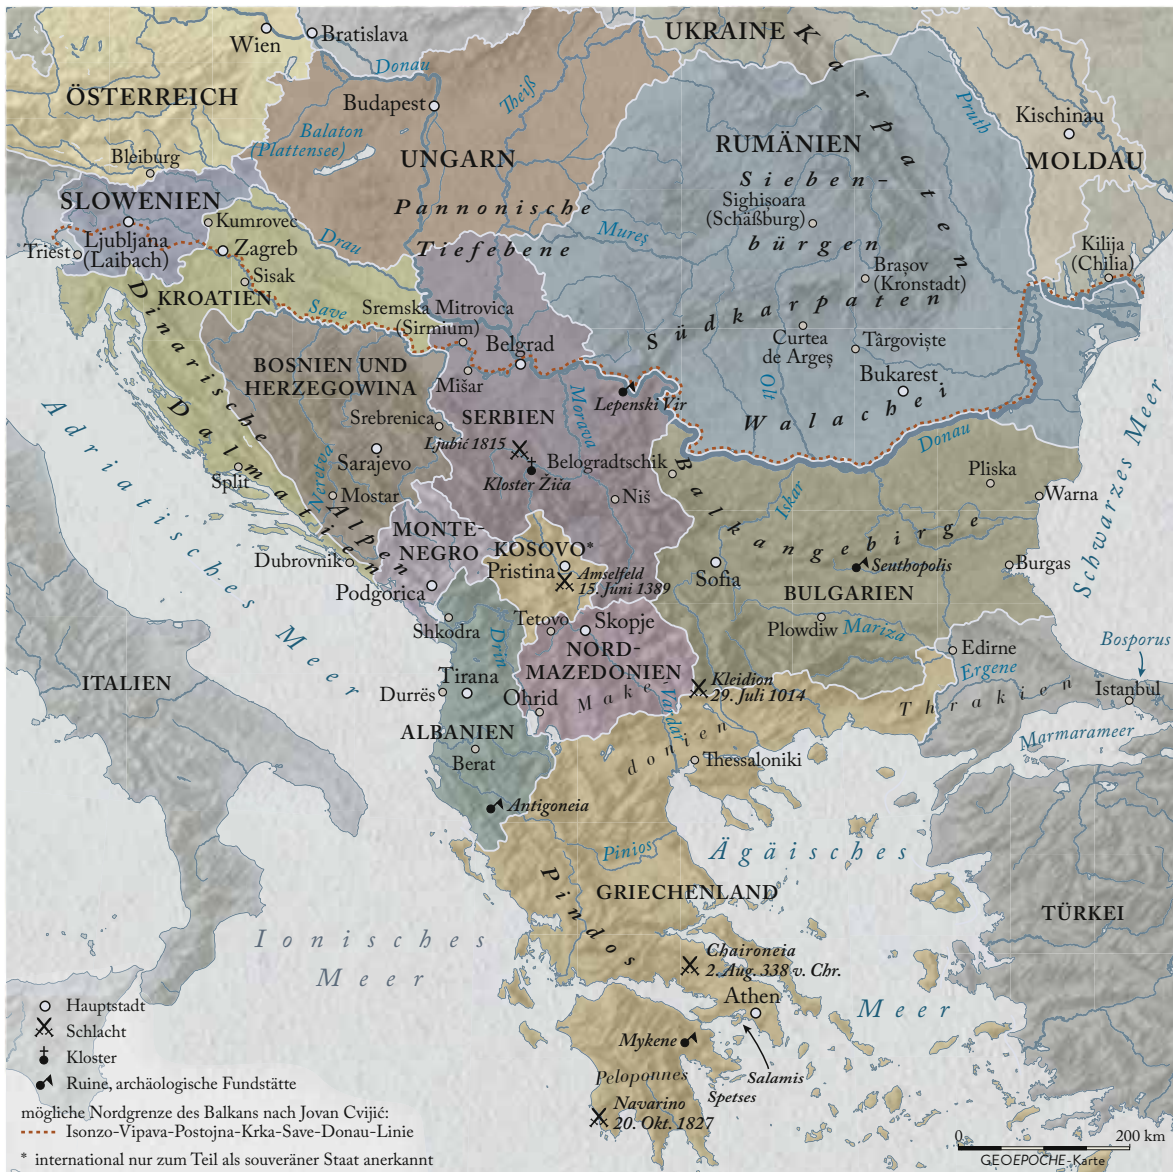 Wien
Bratislava
UKRAINE
Karpaten
ÖSTERREICH
Donau
Budapest
Theiß
Pruth
Kischinau
Balaton
(Plattensee)
UNGARN
RUMÄNIEN
MOLDAU
Bleiburg
Sieben-
bürgen
Sighișoara
(Schäßburg)
SLOWENIEN
Pannonische
Tiefebene
Kumrovec
Drau
Mureș
Ljubljana
(Laibach)
Triest
Zagreb
Sisak
Kilija
(Chilia)
Brașov
(Kronstadt)
KROATIEN
Save
Sremska Mitrovica
(Sirmium)
Südkarpaten
Curtea
de Argeș
Târgoviște
Dinarische
Alpen
Dalmatien
BOSNIEN UND
HERZEGOWINA
Belgrad
Mišar
Bukarest
Olt
Lepenski Vir
Walachei
Srebrenica
SERBIEN
Morava
Ljubić 1815
Donau
Adriatisches Meer
Schwarzes Meer
Sarajevo
Kloster Žiča
Belogradtschik
Pliska
Split
Neretva
Mostar
Niš
Iskar
Warna
Balkangebirge
MONTE-
NEGRO
KOSOVO*
Pristina
Dubrovnik
Amselfeld
15. Juni 1389
Sofia
Seuthopolis
Burgas
Podgorica
BULGARIEN
Shkodra
Drin
Tetovo
Skopje
Plowdiw
Mariza
NORD-
MAZEDONIEN
Edirne
Bosporus
Ergene
ITALIEN
Tirana
Durrës
Ohrid
Kleidion
29. Juli 1014
Make-
donien
Vardar
Thrakien
Istanbul
ALBANIEN
Berat
Marmarameer
Thessaloniki
Antigoneia
Pinios
Ägäisches
Meer
Pindos
GRIECHENLAND
TÜRKEI
Ionisches
Meer
Chaironeia
2. Aug. 338 v. Chr.
Athen
Mykene
Salamis
Peloponnes
Spetses
Navarino
20. Okt. 1827
Hauptstadt
Schlacht
Kloster
Ruine, archäologische Fundstätte
mögliche Nordgrenze des Balkans nach Jovan Cvijić:
Isonzo-Vipava-Postojna-Krka-Save-Donau-Linie
* international nur zum Teil als souveräner Staat anerkannt
0 200 km
GEOEPOCHE-Karte